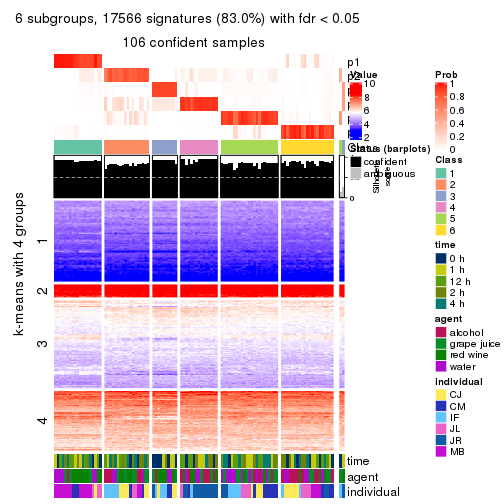 6 subgroups, 17566 signatures (83.0%) with fdr < 0.05
106 confident samples
p1
p2
Value
10
8
6
4
2
Prob
1
0.8
0.6
0.4
0.2
0
Class
1
2
3
4
5
6
Status (barplots)
confident
ambiguous
Silhouette
score
0
k-means with 4 groups
1
2
3
4
time
0 h
1 h
12 h
2 h
4 h
agent
alcohol
grape juice
red wine
water
individual
CJ
CM
IF
JL
JR
MB
time
agent
individual